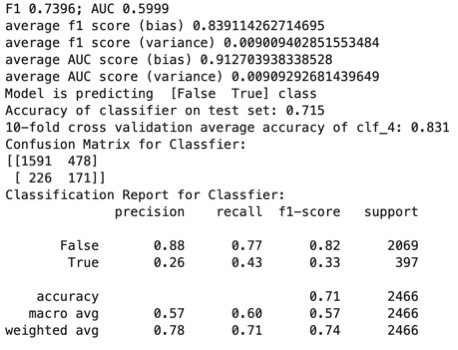 F1 0.7396; AUC 0.5999
average f1 score (bias) 0.839114262714695
average f1 score (variance) 0.009009402851553484
average AUC score (bias) 0.912703938338528
average AUC score (variance) 0.00909292681439649
Model is predicting  [False  True] class
Accuracy of classifier on test set: 0.715
10-fold cross validation average accuracy of clf_4: 0.831
Confusion Matrix for Classfier:
[[1591  478]
 [ 226  171]]
Classification Report for Classfier:
              precision    recall  f1-score   support
       False       0.88      0.77      0.82      2069
        True       0.26      0.43      0.33       397
    accuracy                           0.71      2466
   macro avg       0.57      0.60      0.57      2466
weighted avg       0.78      0.71      0.74      2466